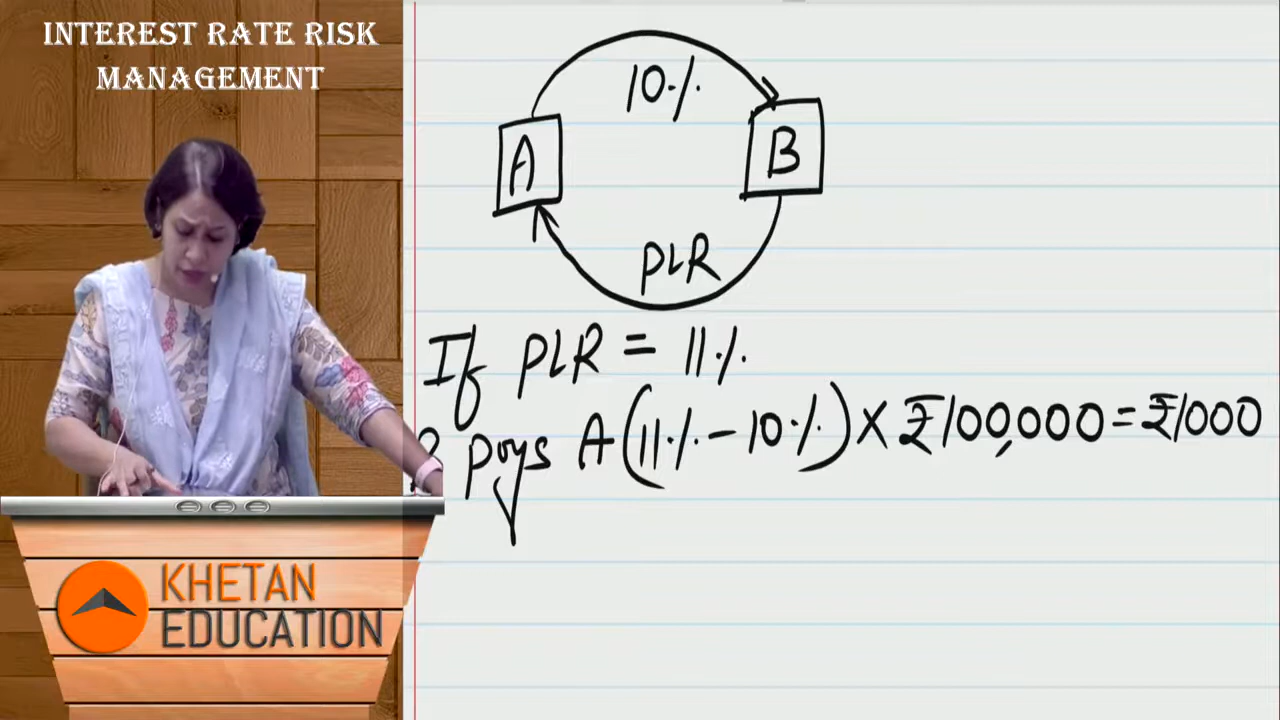 INTEREST RATE RISK
MANAGEMENT
10%
A
B
PLR
If PLR = 11%
pays A (11% - 10%) × ₹100,000 = ₹1000
KHETAN
EDUCATION